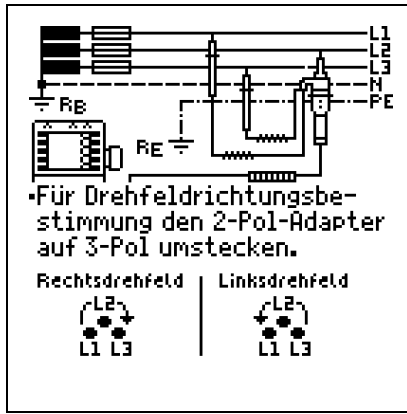 L1
L2
L3
N
PE
RB
RE
•Für Drehfeldrichtungsbe-
stimmung den 2-Pol-Adapter
auf 3-Pol umstecken.
Rechtsdrehfeld | Linksdrehfeld
L2 L2
L1 L3 L1 L3